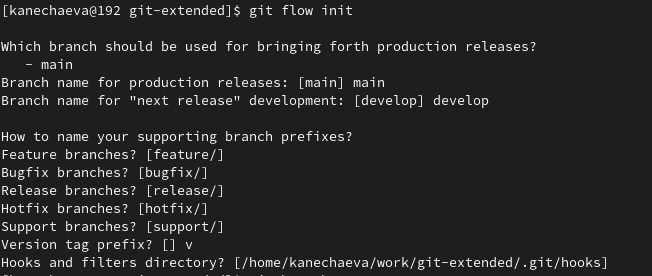 [kanechaeva@192 git-extended]$ git flow init
Which branch should be used for bringing forth production releases?
- main
Branch name for production releases: [main] main
Branch name for "next release" development: [develop] develop
How to name your supporting branch prefixes?
Feature branches? [feature/]
Bugfix branches? [bugfix/]
Release branches? [release/]
Hotfix branches? [hotfix/]
Support branches? [support/]
Version tag prefix? [] v
Hooks and filters directory? [/home/kanechaeva/work/git-extended/.git/hooks]